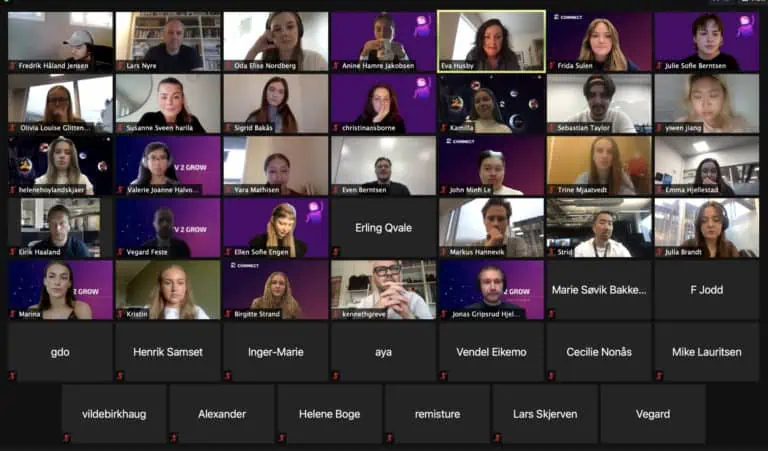 Fredrik Håland Jensen
Lars Nyre
Oda Elise Nordberg
Anine Hamre Jakobsen
Eva Husby
CONNECT
Frida Sulen
Julie Sofie Berntsen
Olivia Louise Glitten...
Susanne Sveen harila
Sigrid Bakås
christinansborne
Kamilla
Sebastian Taylor
yiwen jiang
helenehoylandskjaer
V 2 GROW
Valerie Joanne Halvo...
Yara Mathisen
Even Berntsen
CONNECT
John Minh Le
Trine Mjaatvedt
Emma Hjellestad
Eirik Haaland
TV 2 GROW
Vegard Feste
Ellen Sofie Engen
Erling Qvale
Markus Hannevik
Strid
Julia Brandt
2 GROW
Marina
Kristin
CONNECT
Birgitte Strand
kennethgreve
2 GROW
Jonas Gripsrud Hjel...
Marie Søvik Bakke...
F Jodd
gdo
Henrik Samset
Inger-Marie
aya
Vendel Eikemo
Cecilie Nonås
Mike Lauritsen
vildebirkhaug
Alexander
Helene Boge
remisture
Lars Skjerven
Vegard